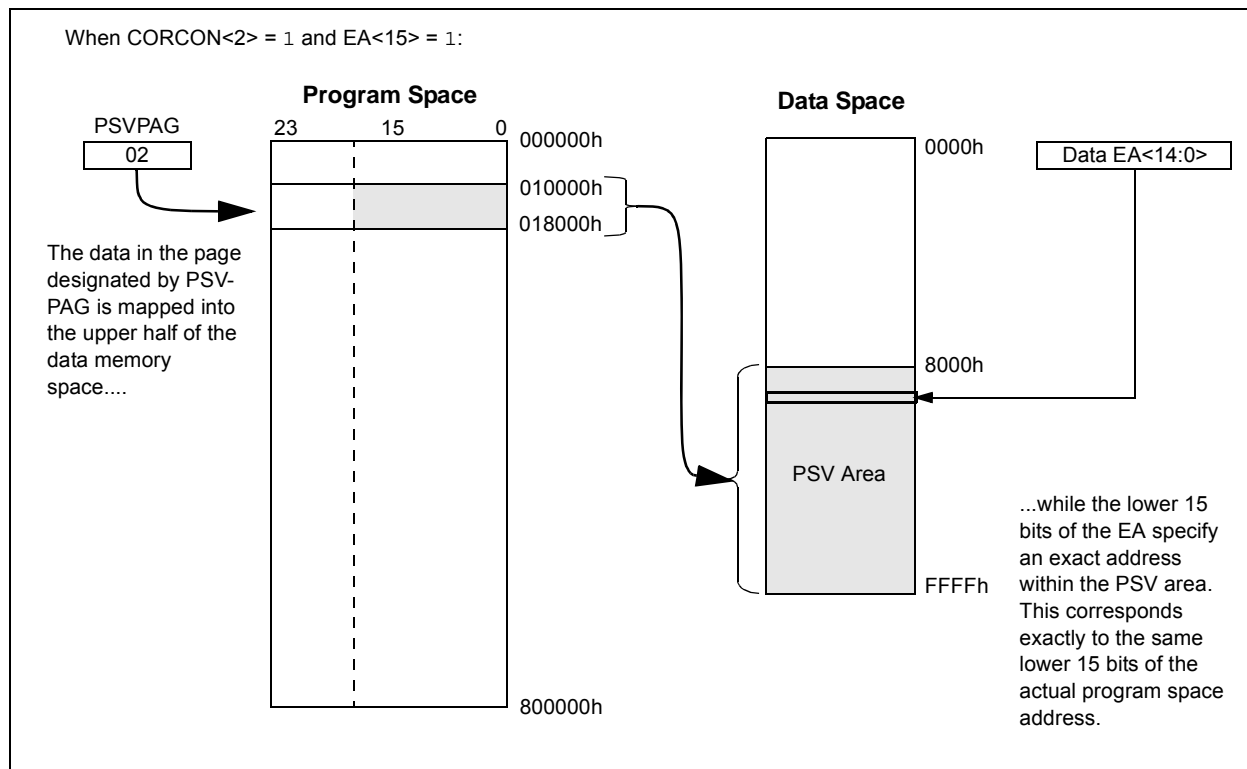 When CORCON<2> = 1 and EA<15> = 1:
Program Space
Data Space
PSVPAG
02
23 15 0
000000h
010000h
018000h
800000h
The data in the page
designated by PSV-
PAG is mapped into
the upper half of the
data memory
space....
0000h
8000h
PSV Area
FFFFh
Data EA<14:0>
...while the lower 15
bits of the EA specify
an exact address
within the PSV area.
This corresponds
exactly to the same
lower 15 bits of the
actual program space
address.